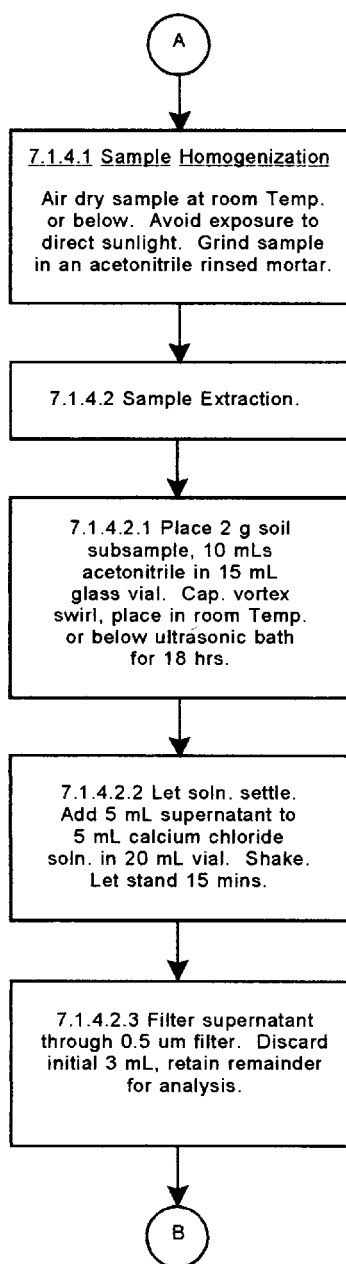 A
7.1.4.1 Sample Homogenization
Air dry sample at room Temp.
or below. Avoid exposure to
direct sunlight. Grind sample
in an acetonitrile rinsed mortar.
7.1.4.2 Sample Extraction.
7.1.4.2.1 Place 2 g soil
subsample, 10 mLs
acetonitrile in 15 mL
glass vial. Cap. vortex
swirl, place in room Temp.
or below ultrasonic bath
for 18 hrs.
7.1.4.2.2 Let soln. settle.
Add 5 mL supernatant to
5 mL calcium chloride
soln. in 20 mL vial. Shake.
Let stand 15 mins.
7.1.4.2.3 Filter supernatant
through 0.5 um filter. Discard
initial 3 mL, retain remainder
for analysis.
B